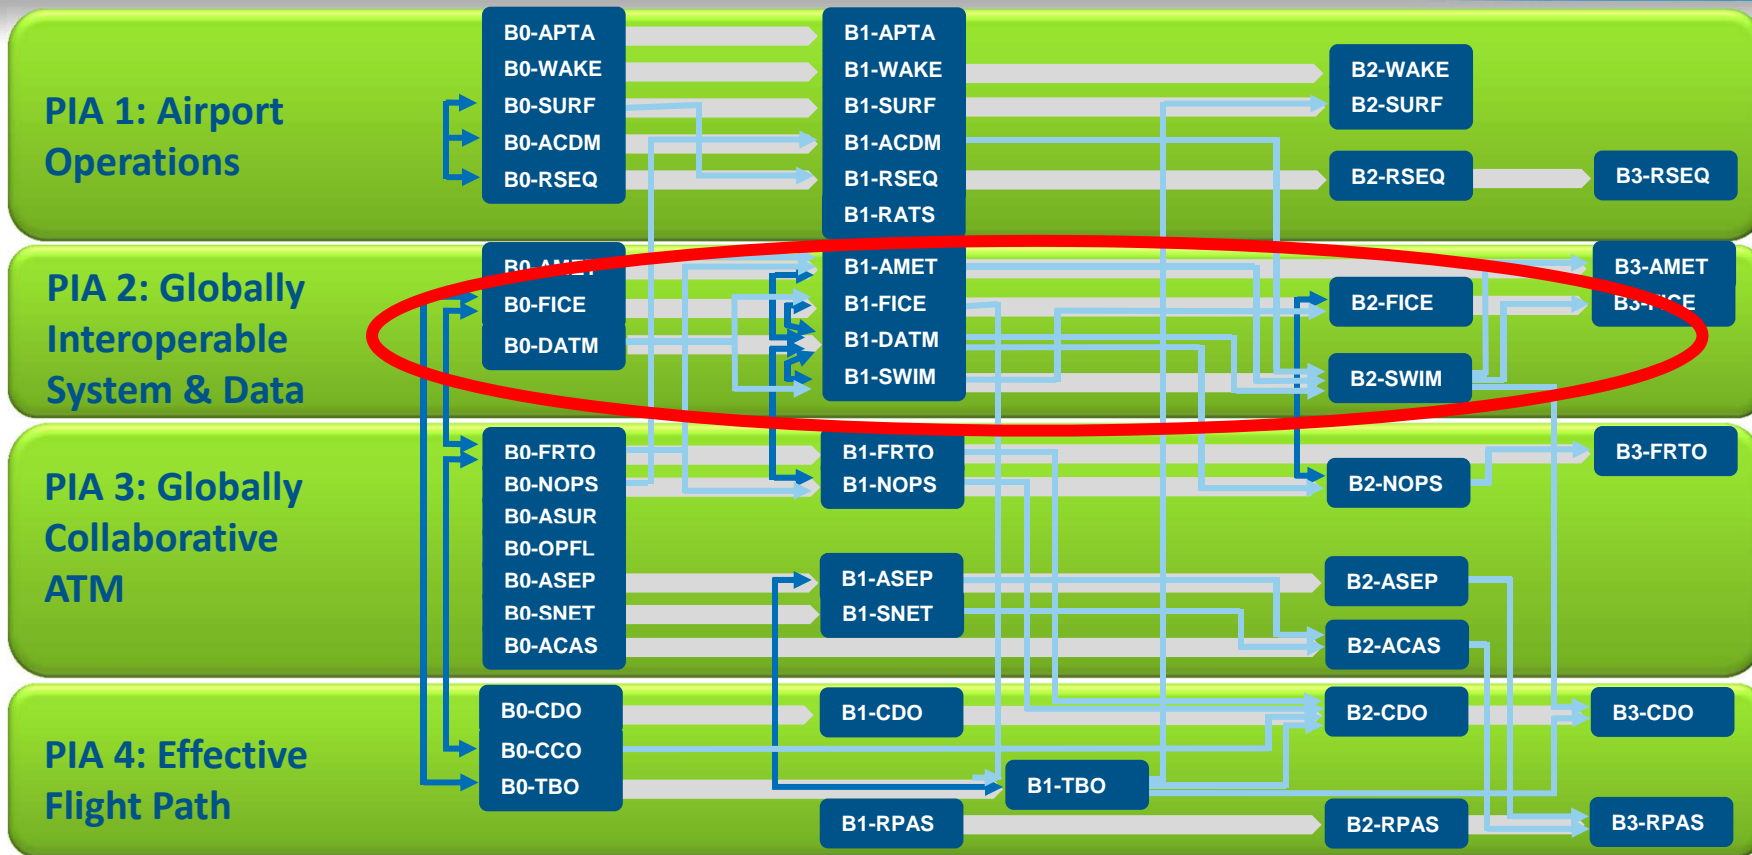 PIA 1: Airport
Operations
B0-APTA
B0-WAKE
B0-SURF
B0-ACDM
B0-RSEQ
B1-APTA
B1-WAKE
B1-SURF
B1-ACDM
B1-RSEQ
B1-RATS
B2-WAKE
B2-SURF
B2-RSEQ
B3-RSEQ
PIA 2: Globally
Interoperable
System & Data
B0-AMET
B0-FICE
B0-DATM
B1-AMET
B1-FICE
B1-DATM
B1-SWIM
B2-FICE
B2-SWIM
B3-AMET
B3-FICE
PIA 3: Globally
Collaborative
ATM
B0-FRTO
B0-NOPS
B0-ASUR
B0-OPFL
B0-ASEP
B0-SNET
B0-ACAS
B1-FRTO
B1-NOPS
B1-ASEP
B1-SNET
B2-NOPS
B2-ASEP
B2-ACAS
B3-FRTO
PIA 4: Effective
Flight Path
B0-CDO
B0-CCO
B0-TBO
B1-CDO
B1-TBO
B1-RPAS
B2-CDO
B2-RPAS
B3-CDO
B3-RPAS